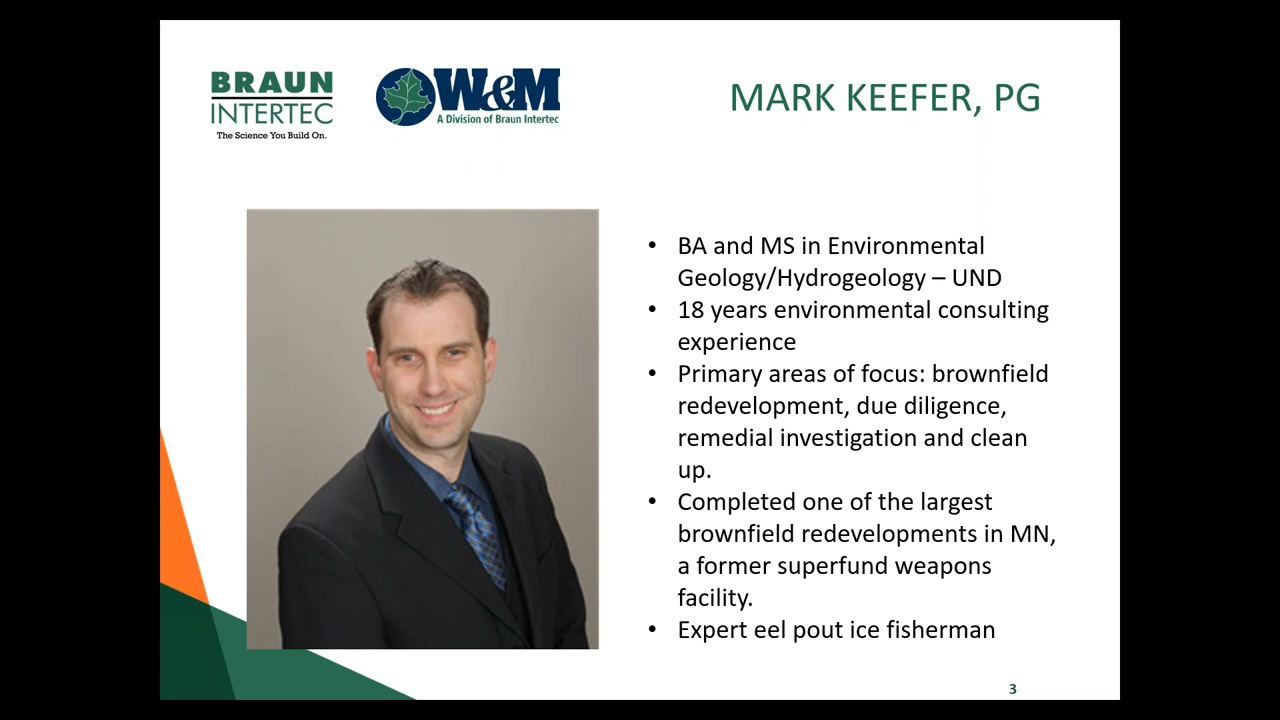 BRAUN
INTERTEC
The Science You Build On.
W&M
A Division of Braun Intertec
MARK KEEFER, PG
• BA and MS in Environmental
Geology/Hydrogeology – UND
• 18 years environmental consulting
experience
• Primary areas of focus: brownfield
redevelopment, due diligence,
remedial investigation and clean
up.
• Completed one of the largest
brownfield redevelopments in MN,
a former superfund weapons
facility.
• Expert eel pout ice fisherman
3